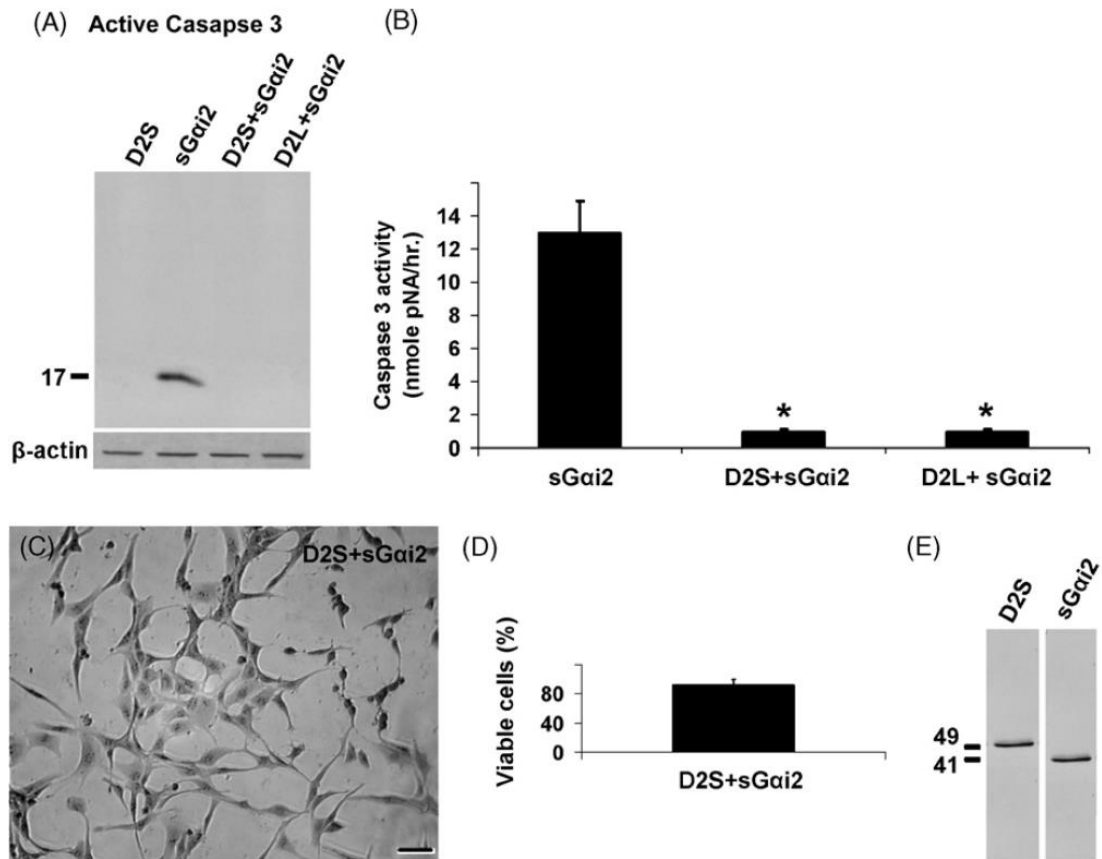 (A) Active Casapse 3
D2S
sGαi2
D2S+sGαi2
D2L+sGαi2
17
β-actin
(B)
Caspase 3 activity
(nmole pNA/hr.)
14
12
10
8
6
4
2
0
*
*
sGαi2
D2S+sGαi2
D2L+ sGαi2
(C)
D2S+sGαi2
(D)
Viable cells (%)
80
40
0
D2S+sGαi2
(E)
D2S
sGαi2
49
41